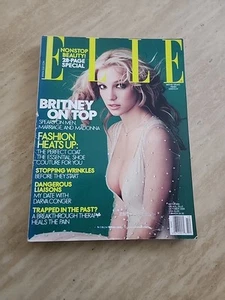 NONSTOP
BEAUTY!
28-PAGE
SPECIAL
ELLE
BRITNEY
ON TOP
SPEARS ON MEN,
MARRIAGE, AND MADONNA
FASHION
HEATS UP:
THE PERFECT COAT
THE ESSENTIAL SHOE
COUTURE FOR YOU
STOPPING WRINKLES
BEFORE THEY START
DANGEROUS
LIAISONS
MY DATE WITH
DARVA CONGER
TRAPPED IN THE PAST?
A BREAKTHROUGH THERAPY
HEALS THE PAIN